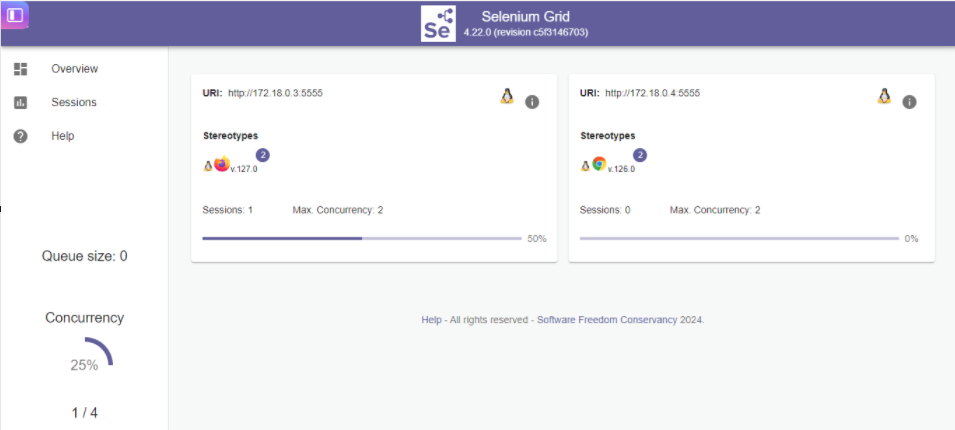 Se
Selenium Grid
4.22.0 (revision c5f3146703)
Overview
Sessions
Help
Queue size: 0
Concurrency
25%
1 / 4
URI: http://172.18.0.3:5555
Stereotypes
2
v.127.0
Sessions: 1 Max. Concurrency: 2
50%
URI: http://172.18.0.4:5555
Stereotypes
2
v.126.0
Sessions: 0 Max. Concurrency: 2
0%
Help - All rights reserved - Software Freedom Conservancy 2024.